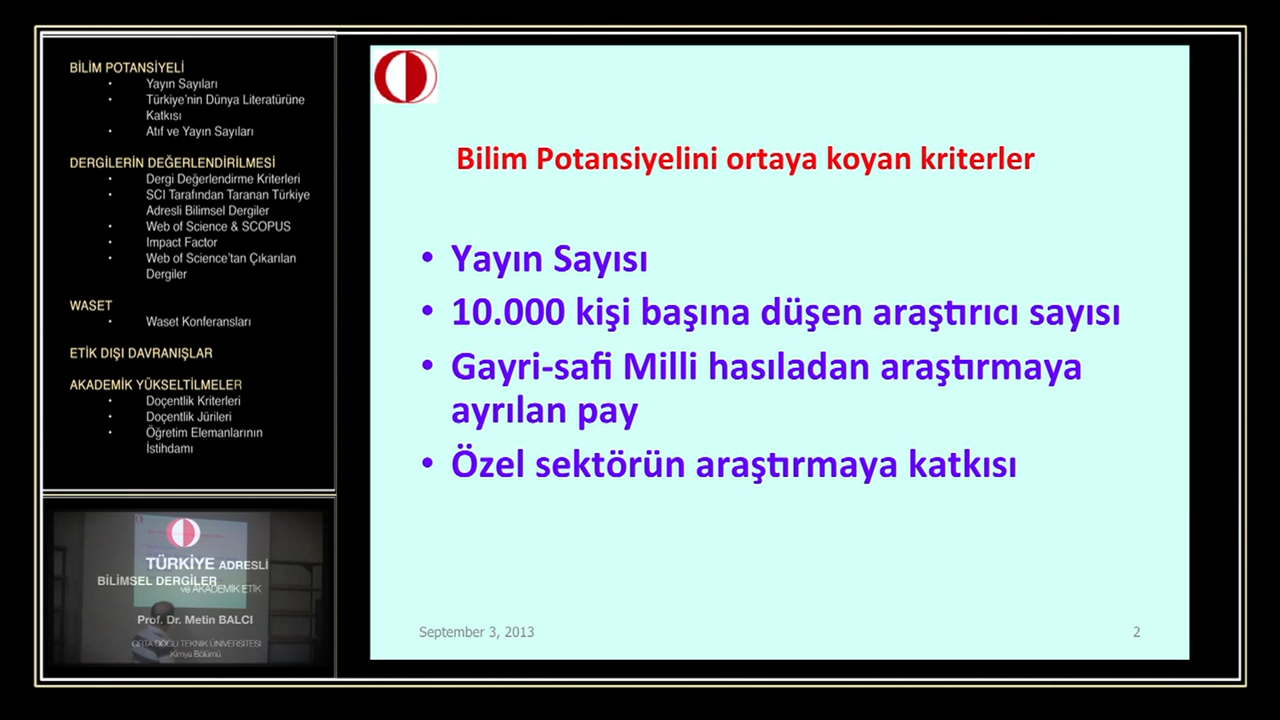 BİLİM POTANSİYELİ
• Yayın Sayıları
• Türkiye'nin Dünya Literatürüne
Katkısı
• Atıf ve Yayın Sayıları
DERGİLERİN DEĞERLENDİRİLMESİ
• Dergi Değerlendirme Kriterleri
• SCI Tarafından Taranan Türkiye
Adresli Bilimsel Dergiler
• Web of Science & SCOPUS
• Impact Factor
• Web of Science'tan Çıkarılan
Dergiler
WASET
• Waset Konferansları
ETİK DIŞI DAVRANIŞLAR
AKADEMİK YÜKSELTİLMELER
• Doçentlik Kriterleri
• Doçentlik Jürileri
• Öğretim Elemanlarının
İstihdamı
TÜRKİYE ADRESLİ
BİLİMSEL DERGİLER
ve AKADEMİK ETİK
Prof. Dr. Metin BALCI
ORTA DOĞU TEKNİK ÜNİVERSİTESİ
Kimya Bölümü
Bilim Potansiyelini ortaya koyan kriterler
• Yayın Sayısı
• 10.000 kişi başına düşen araştırıcı sayısı
• Gayri-safi Milli hasıladan araştırmaya
ayrılan pay
• Özel sektörün araştırmaya katkısı
September 3, 2013
2